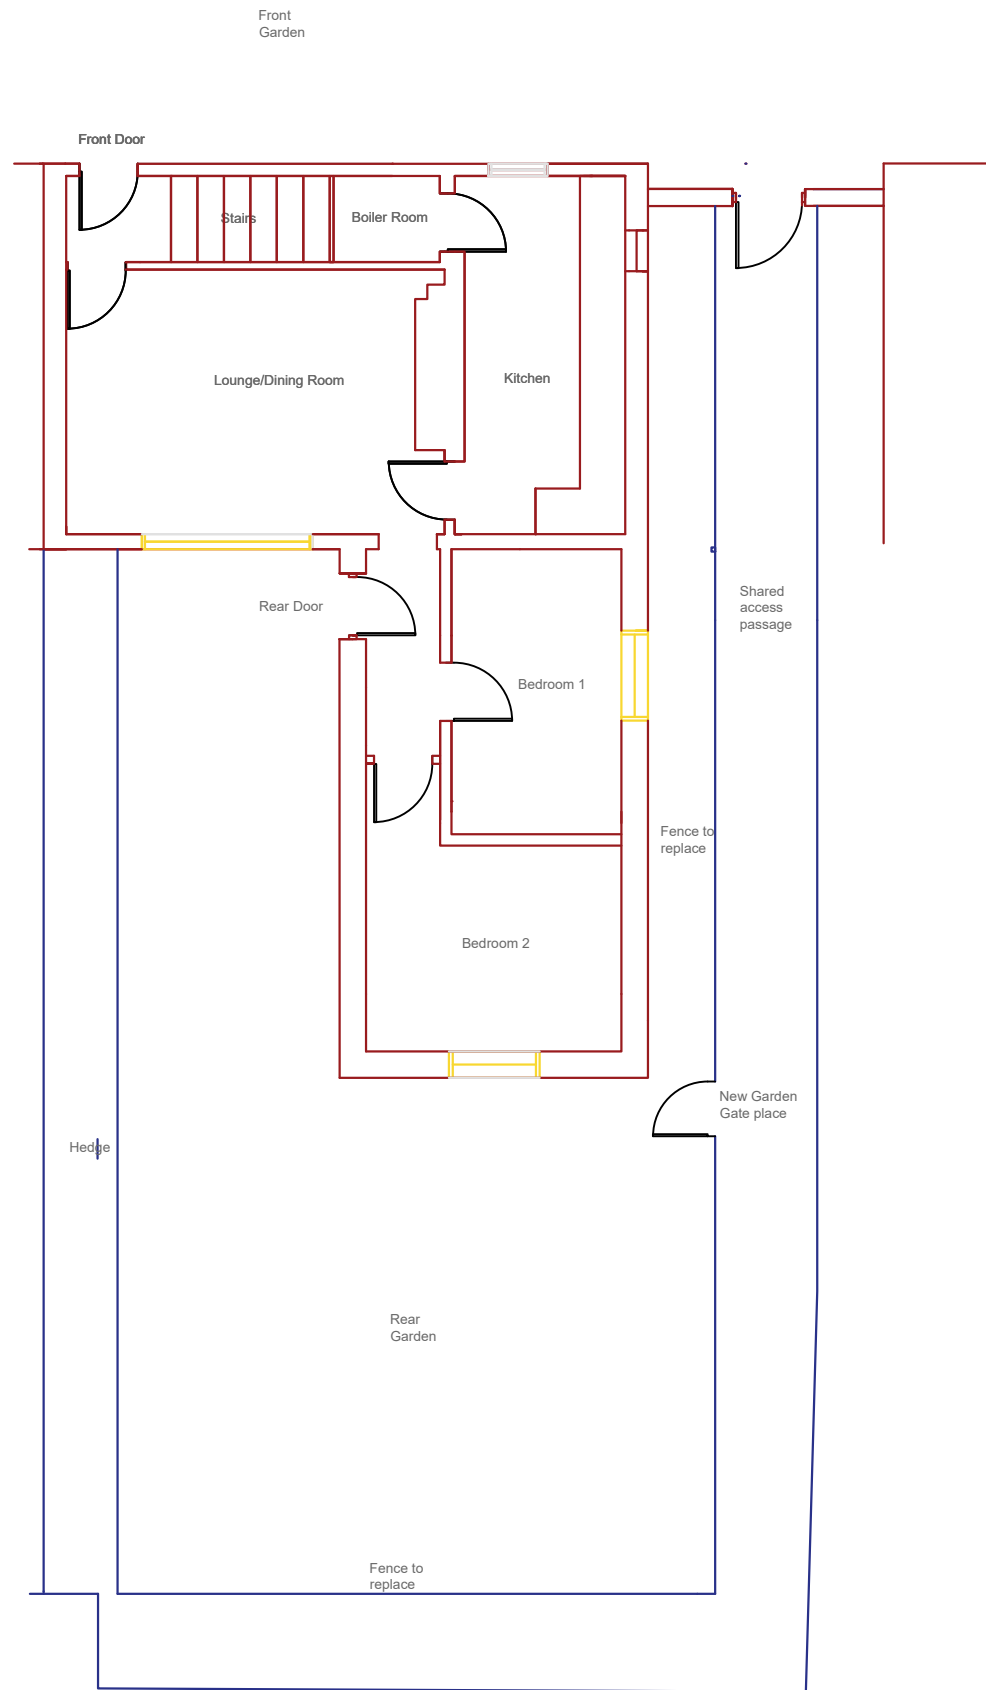 Front
Garden
Front Door
Stairs
Boiler Room
Lounge/Dining Room
Kitchen
Rear Door
Shared
access
passage
Bedroom 1
Fence to
replace
Bedroom 2
New Garden
Gate place
Hedge
Rear
Garden
Fence to
replace